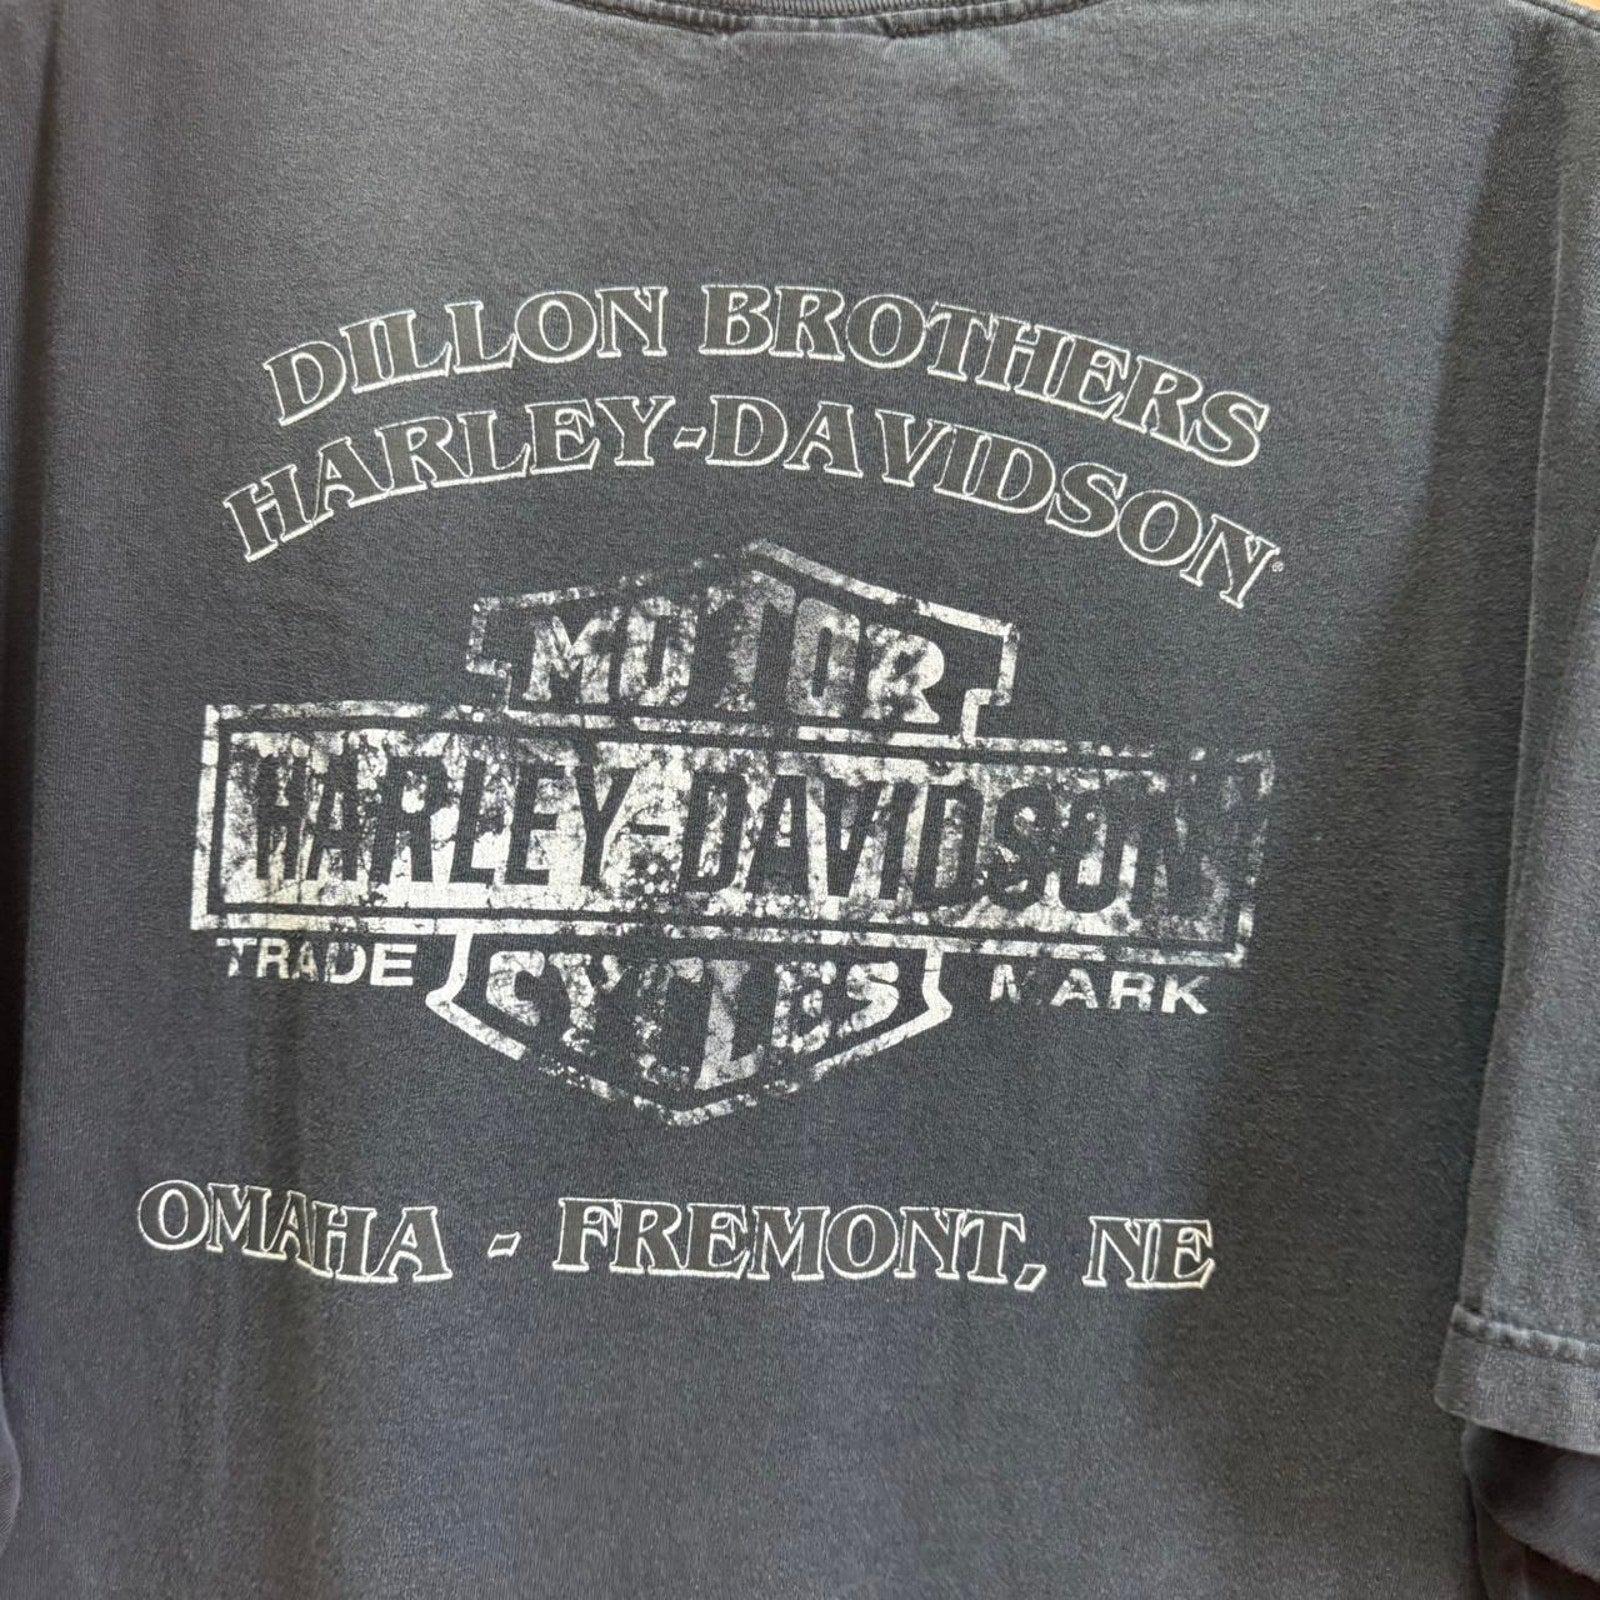 DILLON BROTHERS
HARLEY-DAVIDSON®
MOTOR
HARLEY-DAVIDSON
TRADE MARK
CYCLES
OMAHA - FREMONT, NE